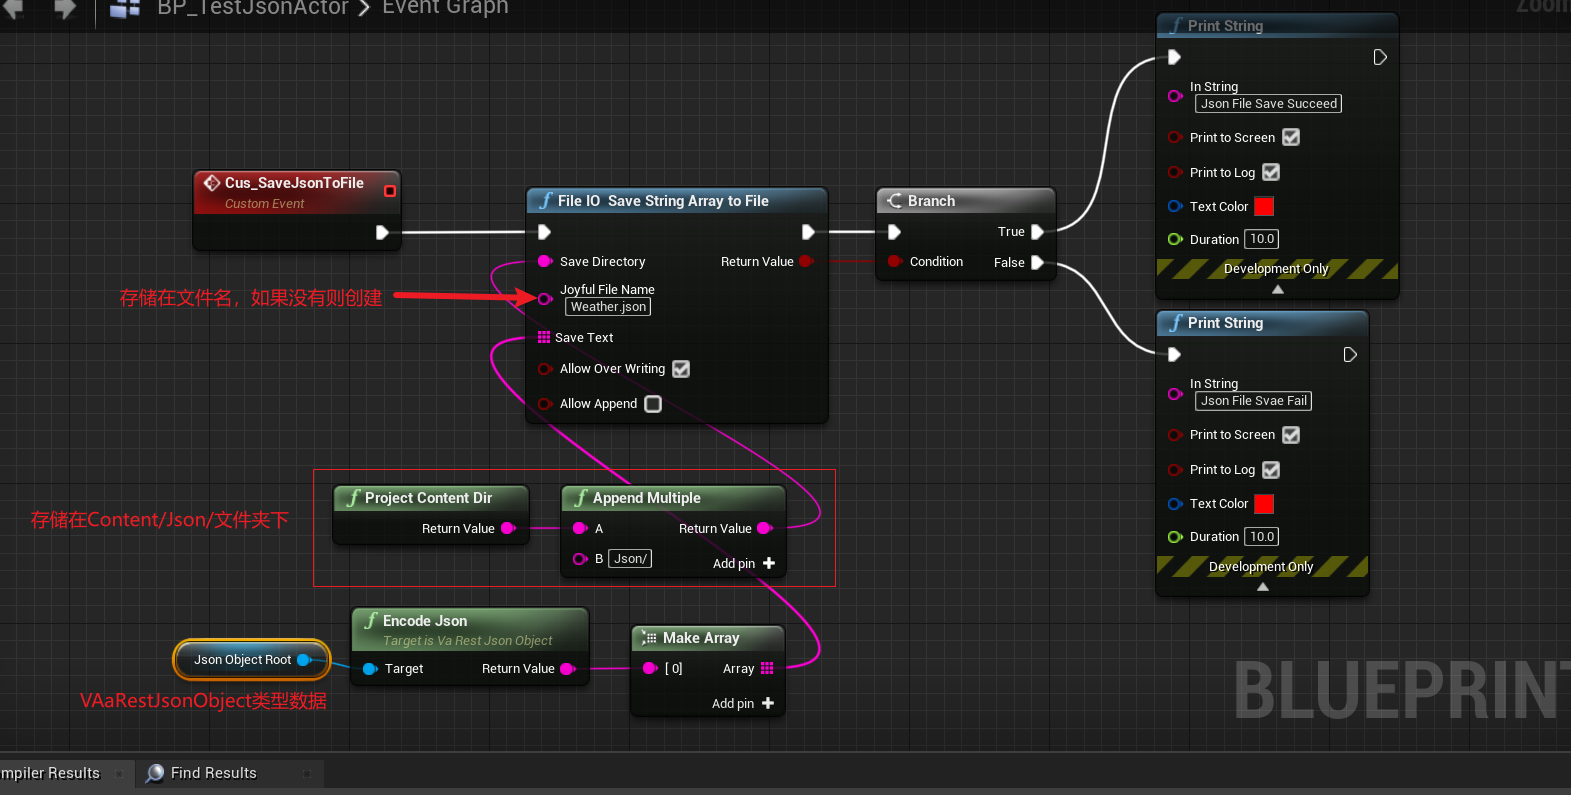 BP_TestJsonActor > Event Graph
Zoom
Cus_SaveJsonToFile
Custom Event
存储在文件名，如果没有则创建
File IO Save String Array to File
Save Directory
Return Value
Joyful File Name
Weather.json
Save Text
Allow Over Writing
Allow Append
Branch
True
Condition
False
Print String
In String
Json File Save Succeed
Print to Screen
Print to Log
Text Color
Duration 10.0
Development Only
Print String
In String
Json File Svae Fail
Print to Screen
Print to Log
Text Color
Duration 10.0
Development Only
存储在Content/Json/文件夹下
Project Content Dir
Return Value
Append Multiple
A
Return Value
B Json/
Add pin
Json Object Root
VAaRestJsonObject类型数据
Encode Json
Target is Va Rest Json Object
Target
Return Value
Make Array
[ 0]
Array
Add pin
BLUEPRINT
mpiler Results
Find Results